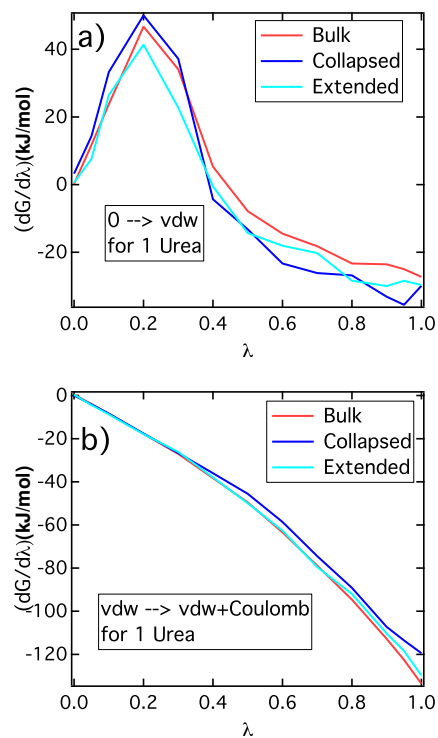 a)
Bulk
Collapsed
Extended
0 --> vdw
for 1 Urea
(dG/dλ)(kJ/mol)
40
20
0
-20
0.0 0.2 0.4 0.6 0.8 1.0
λ
b)
Bulk
Collapsed
Extended
vdw --> vdw+Coulomb
for 1 Urea
(dG/dλ)(kJ/mol)
0
-20
-40
-60
-80
-100
-120
0.0 0.2 0.4 0.6 0.8 1.0
λ